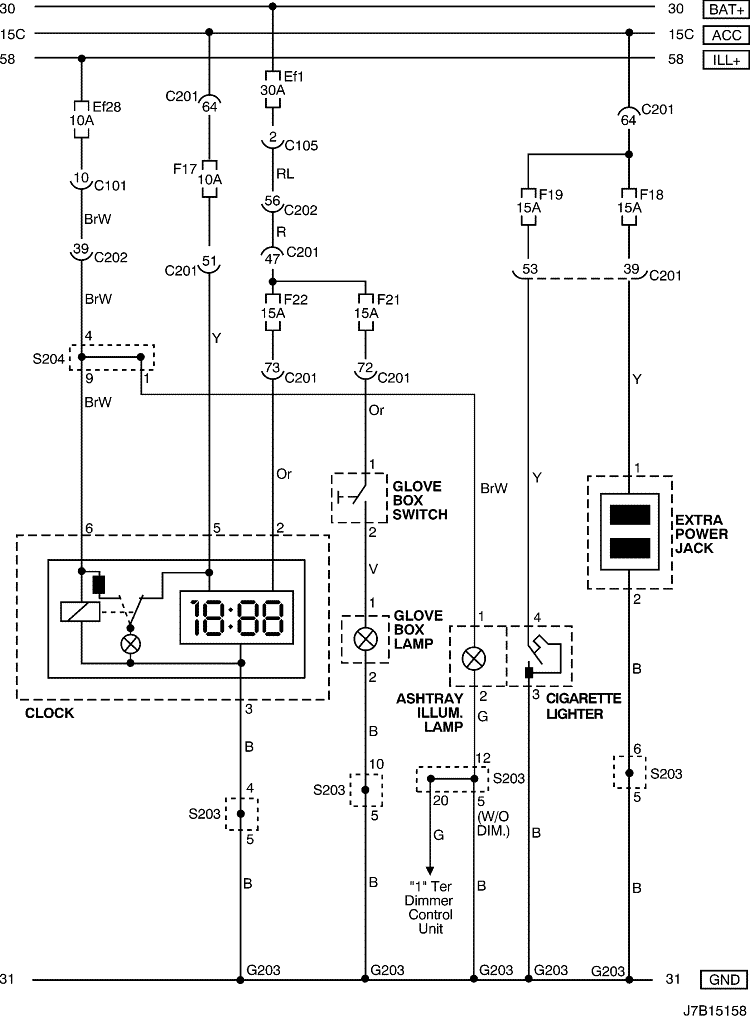 30 30 BAT+
15C 15C ACC
58 58 ILL+
Ef28
10A
C201
64
Ef1
30A
C201
64
F17
10A
2
C105
RL
10
C101
BrW
56
C202
R
F19
15A
F18
15A
39
C202
BrW
C201
51
C201
47
53
39
C201
F22
15A
F21
15A
4
S204
9
1
BrW
Y
73
C201
72
C201
Or
Y
Or
1
GLOVE
BOX
SWITCH
2
BrW
Y
1
EXTRA
POWER
JACK
2
6
5
2
V
18:88
1
GLOVE
BOX
LAMP
2
1
4
ASHTRAY
ILLUM.
LAMP
2
G
3
CIGARETTE
LIGHTER
B
CLOCK
3
B
B
4
S203
5
10
S203
5
12
S203
20
5
(W/O
DIM.)
6
S203
5
G
B
"1" Ter
Dimmer
Control
Unit
B
B
B
B
31 G203 G203 G203 G203 G203 31 GND
J7B15158